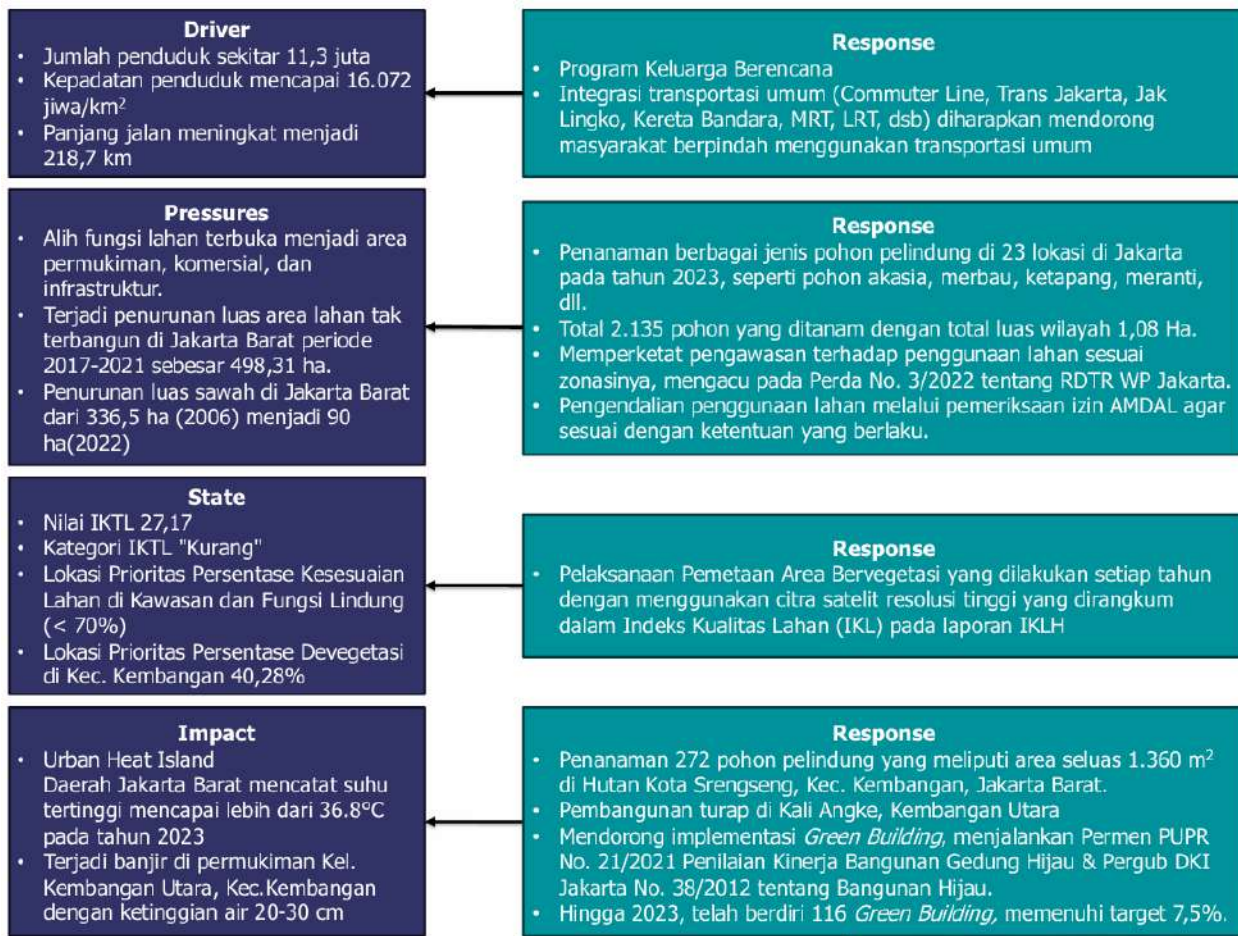 Driver
• Jumlah penduduk sekitar 11,3 juta
• Kepadatan penduduk mencapai 16.072
jiwa/km²
• Panjang jalan meningkat menjadi
218,7 km
Response
• Program Keluarga Berencana
• Integrasi transportasi umum (Commuter Line, Trans Jakarta, Jak
Lingko, Kereta Bandara, MRT, LRT, dsb) diharapkan mendorong
masyarakat berpindah menggunakan transportasi umum
Pressures
• Alih fungsi lahan terbuka menjadi area
permukiman, komersial, dan
infrastruktur.
• Terjadi penurunan luas area lahan tak
terbangun di Jakarta Barat periode
2017-2021 sebesar 498,31 ha.
• Penurunan luas sawah di Jakarta Barat
dari 336,5 ha (2006) menjadi 90
ha(2022)
Response
• Penanaman berbagai jenis pohon pelindung di 23 lokasi di Jakarta
pada tahun 2023, seperti pohon akasia, merbau, ketapang, meranti,
dll.
• Total 2.135 pohon yang ditanam dengan total luas wilayah 1,08 Ha.
• Memperketat pengawasan terhadap penggunaan lahan sesuai
zonasinya, mengacu pada Perda No. 3/2022 tentang RDTR WP Jakarta.
• Pengendalian penggunaan lahan melalui pemeriksaan izin AMDAL agar
sesuai dengan ketentuan yang berlaku.
State
• Nilai IKTL 27,17
• Kategori IKTL "Kurang"
• Lokasi Prioritas Persentase Kesesuaian
Lahan di Kawasan dan Fungsi Lindung
(< 70%)
• Lokasi Prioritas Persentase Devegetasi
di Kec. Kembangan 40,28%
Response
• Pelaksanaan Pemetaan Area Bervegetasi yang dilakukan setiap tahun
dengan menggunakan citra satelit resolusi tinggi yang dirangkum
dalam Indeks Kualitas Lahan (IKL) pada laporan IKLH
Impact
• Urban Heat Island
Daerah Jakarta Barat mencatat suhu
tertinggi mencapai lebih dari 36.8°C
pada tahun 2023
• Terjadi banjir di permukiman Kel.
Kembangan Utara, Kec.Kembangan
dengan ketinggian air 20-30 cm
Response
• Penanaman 272 pohon pelindung yang meliputi area seluas 1.360 m²
di Hutan Kota Srengseng, Kec. Kembangan, Jakarta Barat.
• Pembangunan turap di Kali Angke, Kembangan Utara
• Mendorong implementasi Green Building, menjalankan Permen PUPR
No. 21/2021 Penilaian Kinerja Bangunan Gedung Hijau & Pergub DKI
Jakarta No. 38/2012 tentang Bangunan Hijau.
• Hingga 2023, telah berdiri 116 Green Building, memenuhi target 7,5%.